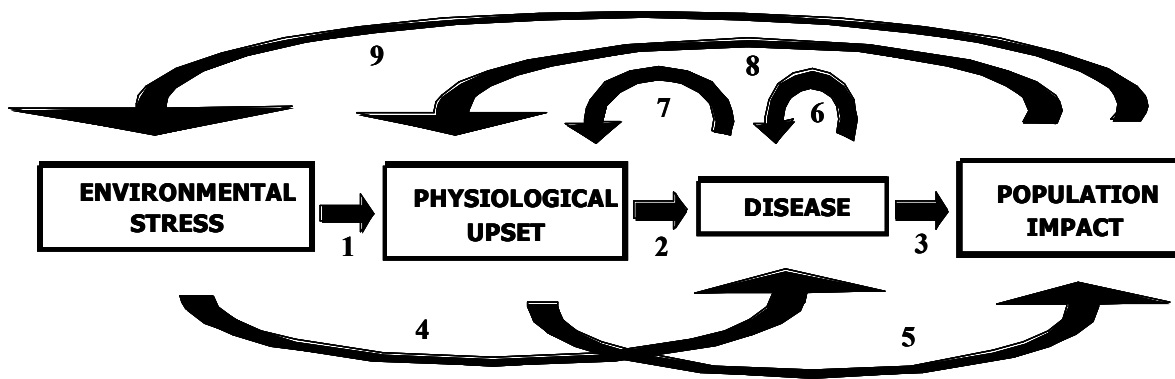 9
8
7
6
ENVIRONMENTAL
STRESS
PHYSIOLOGICAL
UPSET
DISEASE
POPULATION
IMPACT
1
2
3
4
5